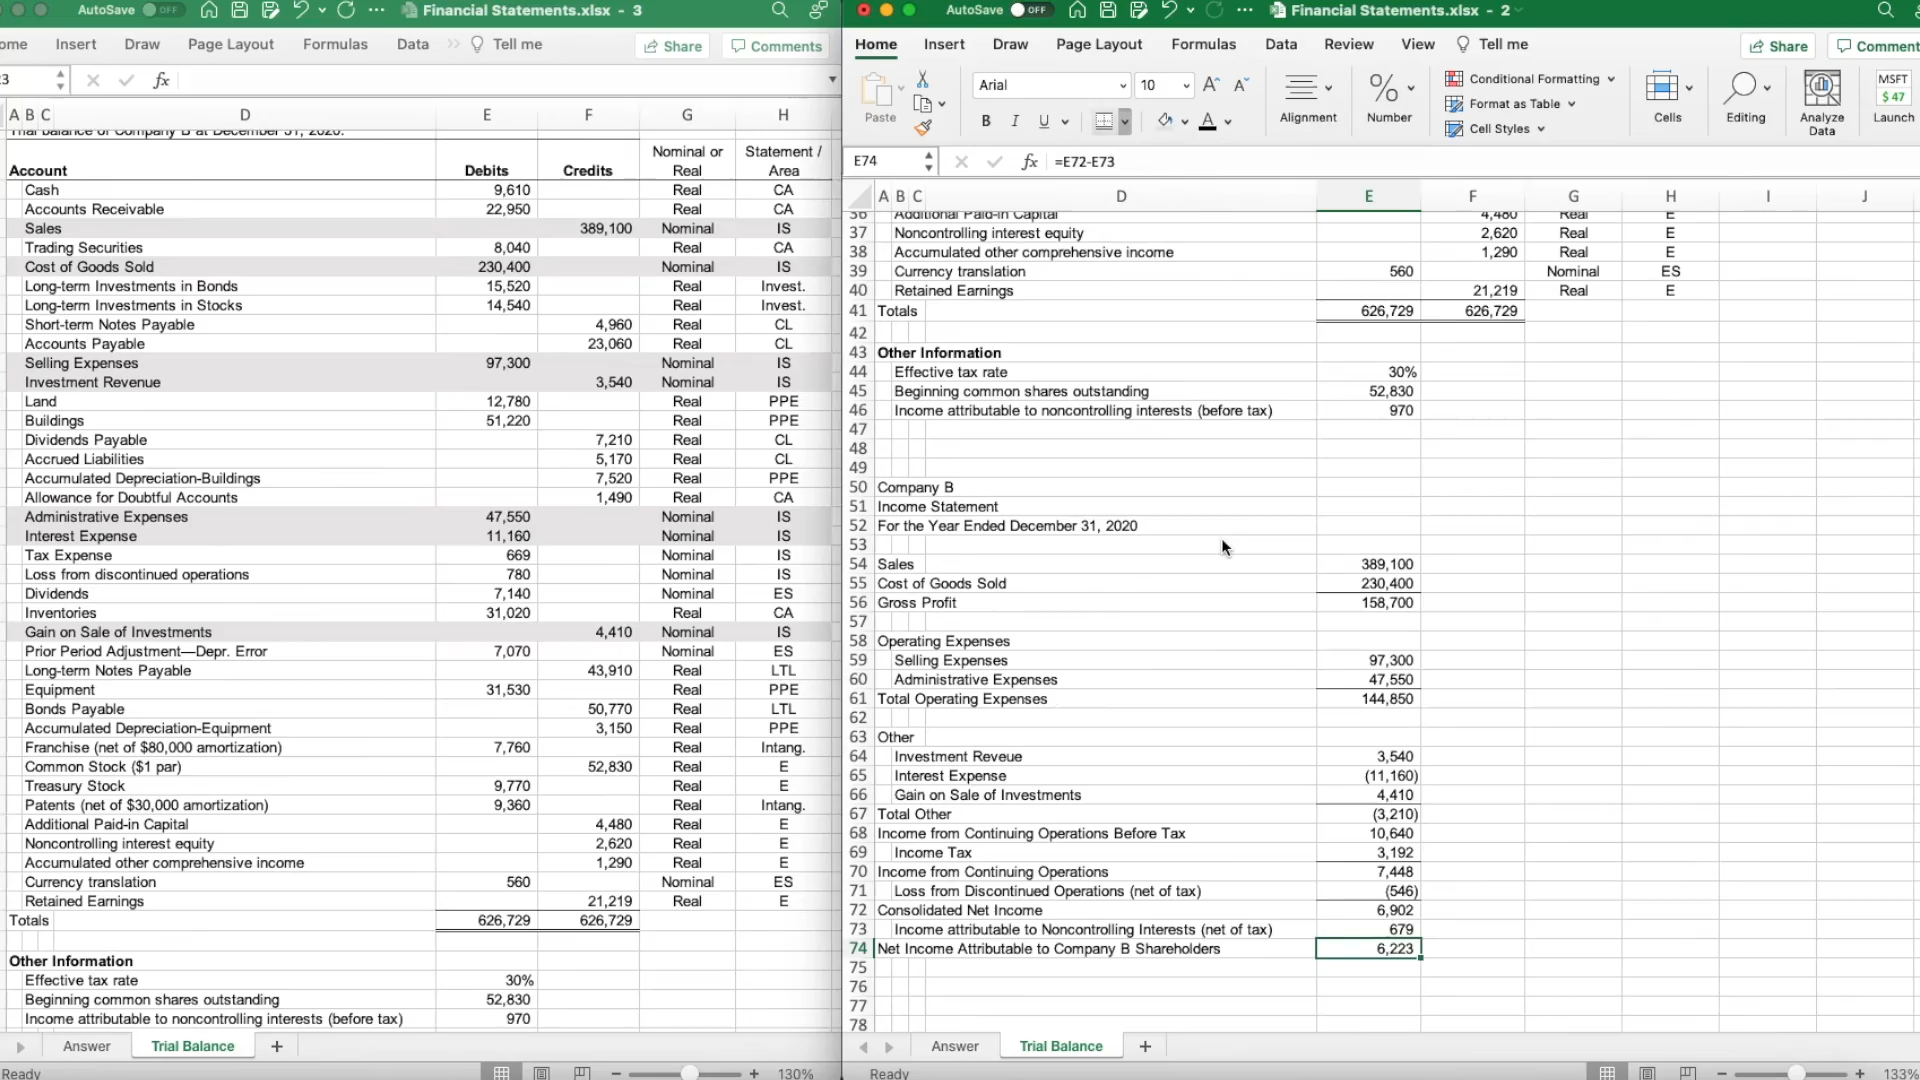 AutoSave OFF Financial Statements.xlsx - 3
ome Insert Draw Page Layout Formulas Data Tell me Share Comments
23 fx
A B C D E F G H
Trial balance of Company B at December 31, 2020.
Nominal or Statement /
Account Debits Credits Real Area
Cash 9,610 Real CA
Accounts Receivable 22,950 Real CA
Sales 389,100 Nominal IS
Trading Securities 8,040 Real CA
Cost of Goods Sold 230,400 Nominal IS
Long-term Investments in Bonds 15,520 Real Invest.
Long-term Investments in Stocks 14,540 Real Invest.
Short-term Notes Payable 4,960 Real CL
Accounts Payable 23,060 Real CL
Selling Expenses 97,300 Nominal IS
Investment Revenue 3,540 Nominal IS
Land 12,780 Real PPE
Buildings 51,220 Real PPE
Dividends Payable 7,210 Real CL
Accrued Liabilities 5,170 Real CL
Accumulated Depreciation-Buildings 7,520 Real PPE
Allowance for Doubtful Accounts 1,490 Real CA
Administrative Expenses 47,550 Nominal IS
Interest Expense 11,160 Nominal IS
Tax Expense 669 Nominal IS
Loss from discontinued operations 780 Nominal IS
Dividends 7,140 Nominal ES
Inventories 31,020 Real CA
Gain on Sale of Investments 4,410 Nominal IS
Prior Period Adjustment—Depr. Error 7,070 Nominal ES
Long-term Notes Payable 43,910 Real LTL
Equipment 31,530 Real PPE
Bonds Payable 50,770 Real LTL
Accumulated Depreciation-Equipment 3,150 Real PPE
Franchise (net of $80,000 amortization) 7,760 Real Intang.
Common Stock ($1 par) 52,830 Real E
Treasury Stock 9,770 Real E
Patents (net of $30,000 amortization) 9,360 Real Intang.
Additional Paid-in Capital 4,480 Real E
Noncontrolling interest equity 2,620 Real E
Accumulated other comprehensive income 1,290 Real E
Currency translation 560 Nominal ES
Retained Earnings 21,219 Real E
Totals 626,729 626,729
Other Information
Effective tax rate 30%
Beginning common shares outstanding 52,830
Income attributable to noncontrolling interests (before tax) 970
Answer Trial Balance +
Ready 130%
AutoSave OFF Financial Statements.xlsx - 2
Home Insert Draw Page Layout Formulas Data Review View Tell me Share Comment
Paste Arial 10 B I U A Alignment Number Conditional Formatting Format as Table Cell Styles Cells Editing Analyze Data MSFT $ 47 Launch
E74 fx =E72-E73
A B C D E F G H I J
36 Additional Paid-in Capital 4,480 Real E
37 Noncontrolling interest equity 2,620 Real E
38 Accumulated other comprehensive income 1,290 Real E
39 Currency translation 560 Nominal ES
40 Retained Earnings 21,219 Real E
41 Totals 626,729 626,729
42
43 Other Information
44 Effective tax rate 30%
45 Beginning common shares outstanding 52,830
46 Income attributable to noncontrolling interests (before tax) 970
47
48
49
50 Company B
51 Income Statement
52 For the Year Ended December 31, 2020
53
54 Sales 389,100
55 Cost of Goods Sold 230,400
56 Gross Profit 158,700
57
58 Operating Expenses
59 Selling Expenses 97,300
60 Administrative Expenses 47,550
61 Total Operating Expenses 144,850
62
63 Other
64 Investment Reveue 3,540
65 Interest Expense (11,160)
66 Gain on Sale of Investments 4,410
67 Total Other (3,210)
68 Income from Continuing Operations Before Tax 10,640
69 Income Tax 3,192
70 Income from Continuing Operations 7,448
71 Loss from Discontinued Operations (net of tax) (546)
72 Consolidated Net Income 6,902
73 Income attributable to Noncontrolling Interests (net of tax) 679
74 Net Income Attributable to Company B Shareholders 6,223
75
76
77
78
Answer Trial Balance +
Ready 133%